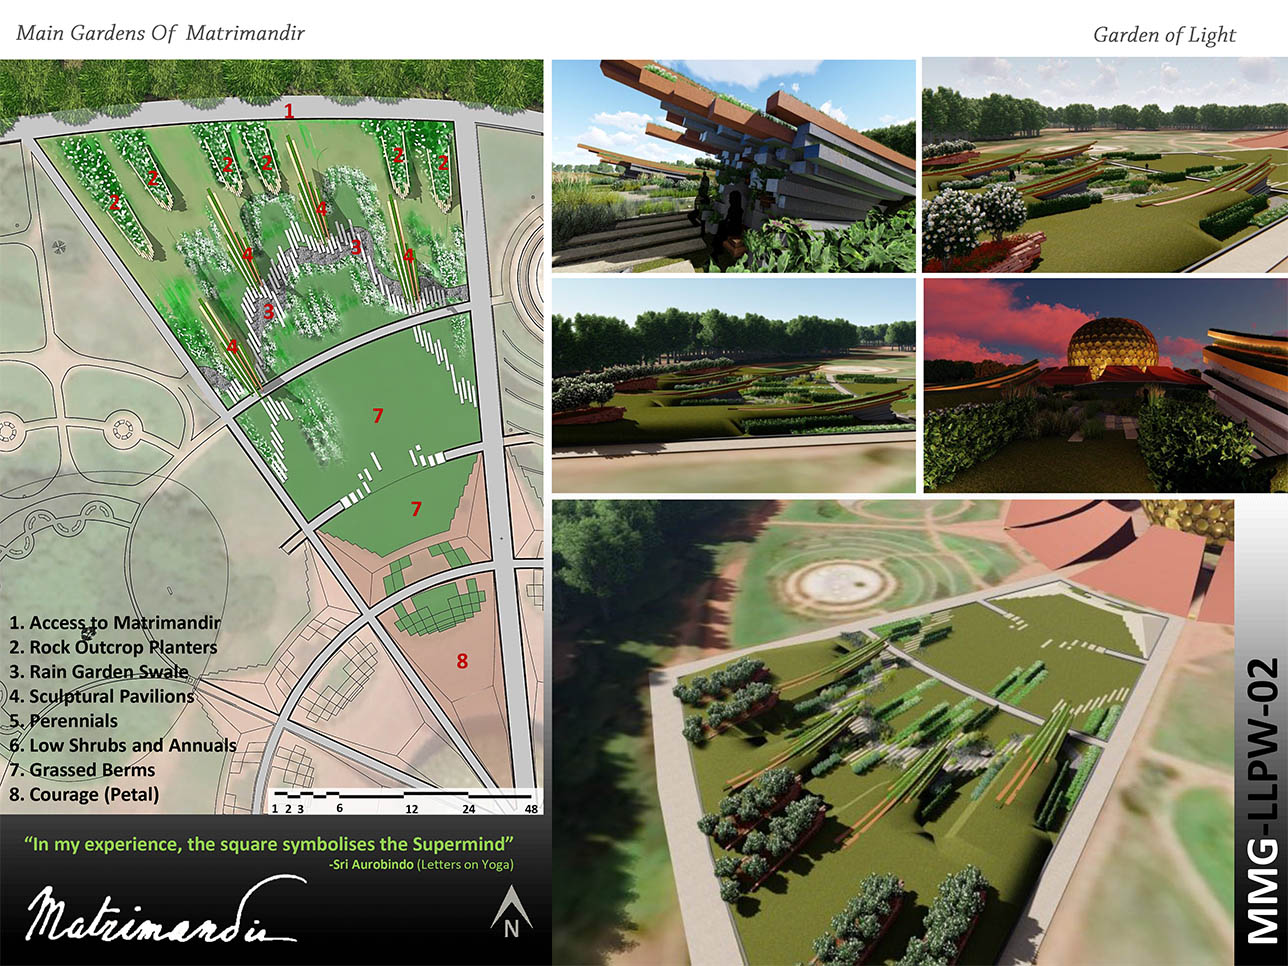 Main Gardens Of Matrimandir
Garden of Light
1
2
2
2
2
2
2
4
4
3
4
3
4
7
7
8
1. Access to Matrimandir
2. Rock Outcrop Planters
3. Rain Garden Swale
4. Sculptural Pavilions
5. Perennials
6. Low Shrubs and Annuals
7. Grassed Berms
8. Courage (Petal)
1 2 3 6 12 24 48
“In my experience, the square symbolises the Supermind”
-Sri Aurobindo (Letters on Yoga)
Matrimandir
N
MMG-LLPW-02